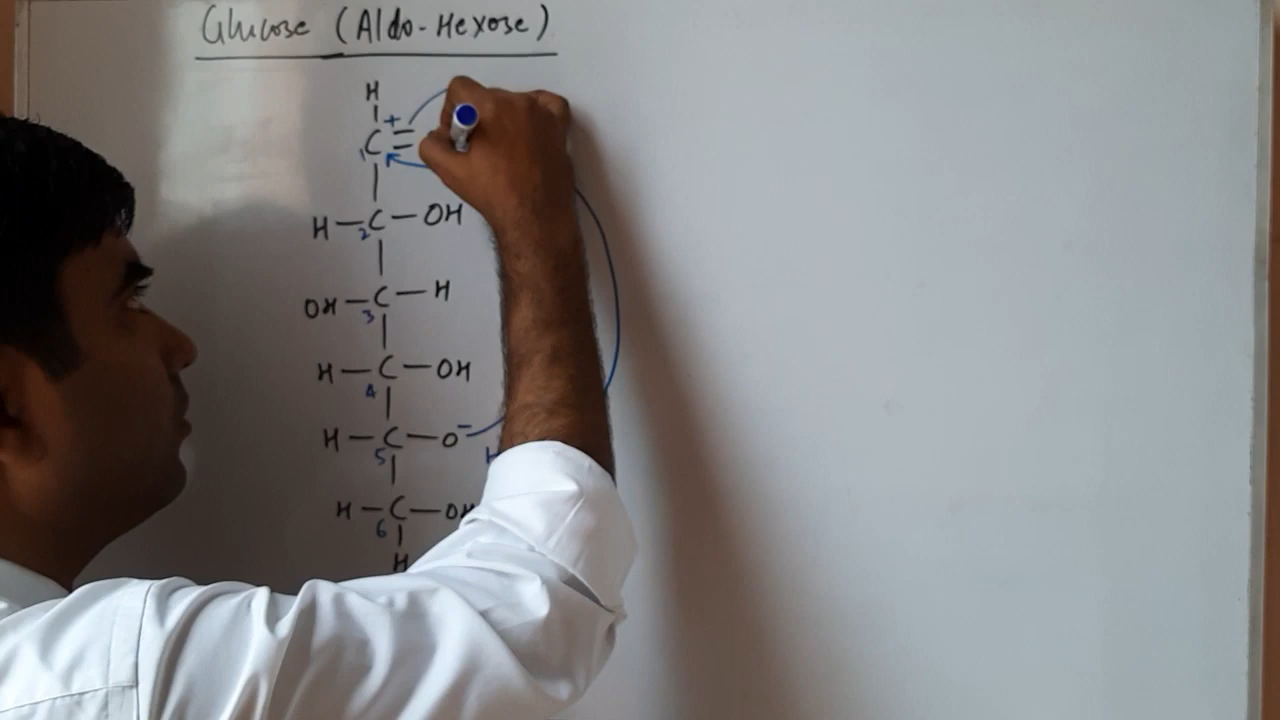 Glucose (Aldo-Hexose)
H
+
1 C =
H — C — OH
2
OH — C — H
3
H — C — OH
4
H — C — O⁻
5 H
H — C — OH
6
H